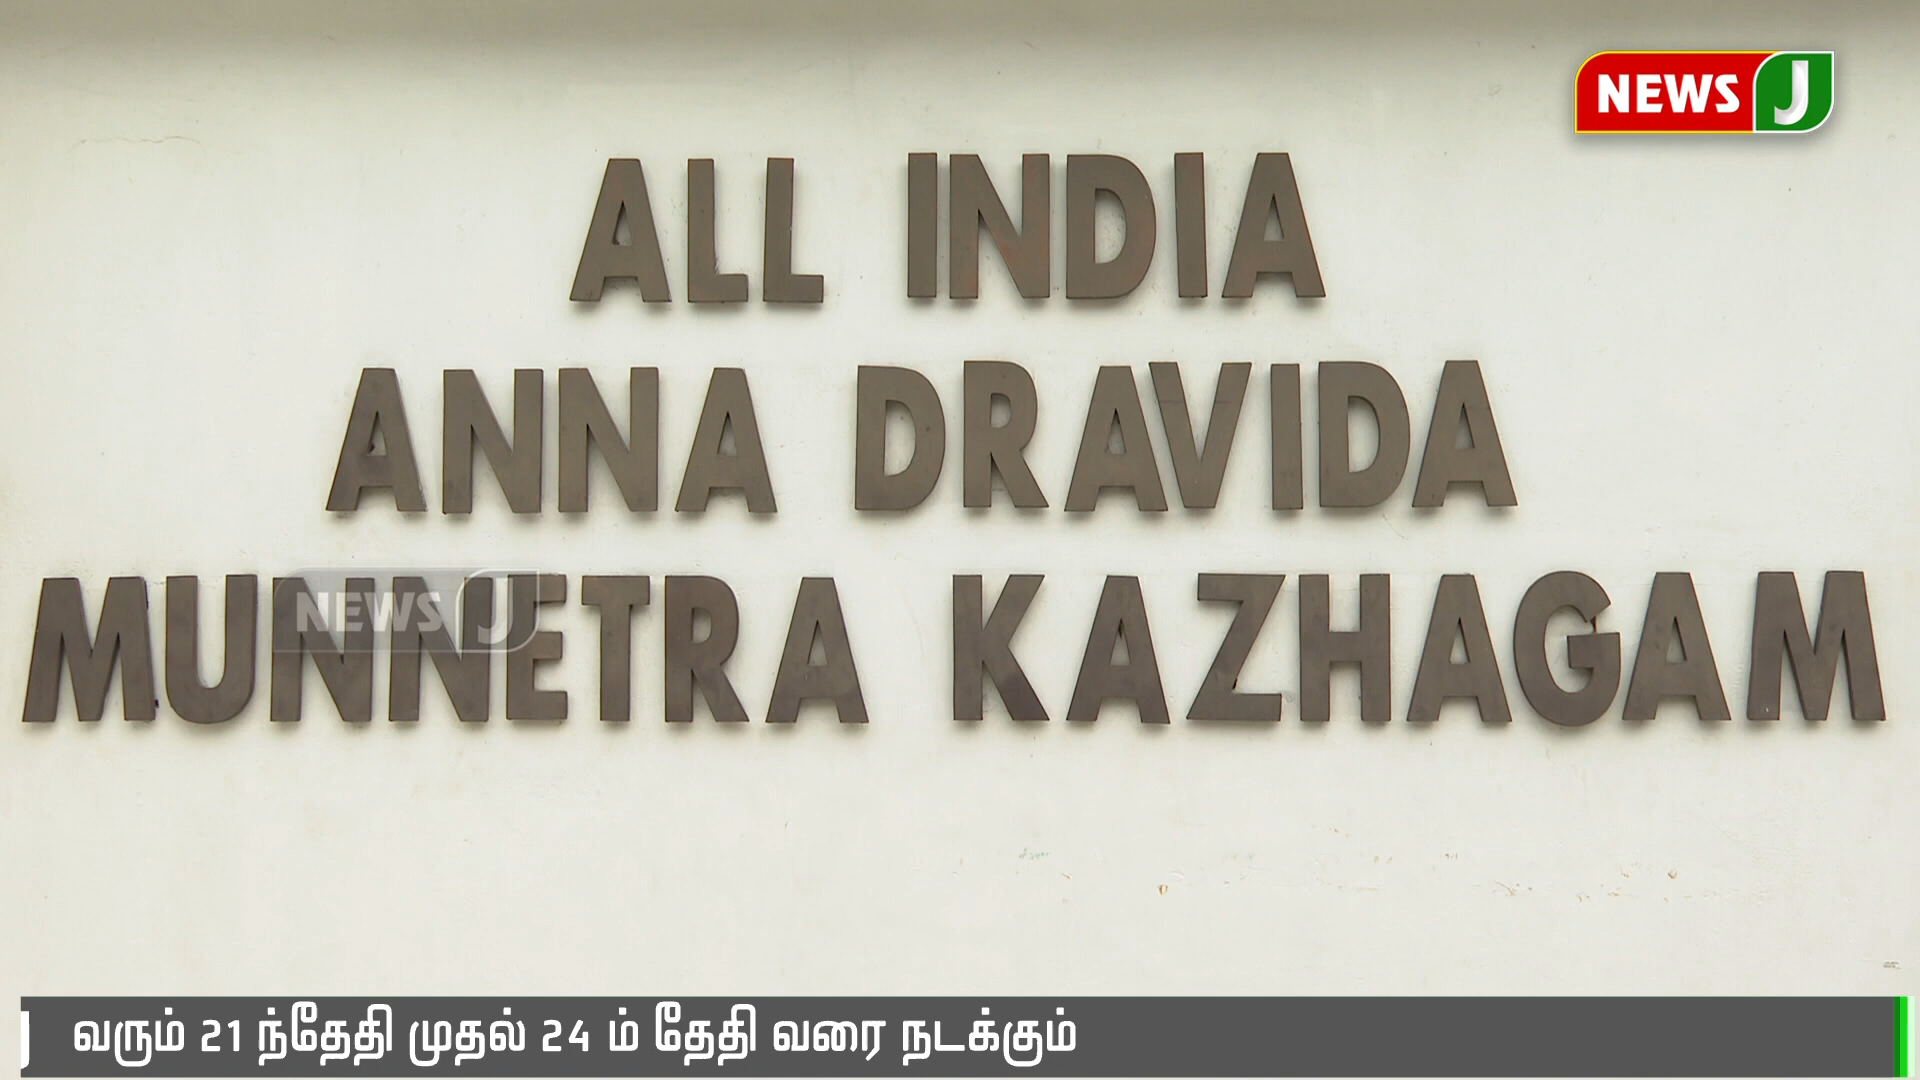 NEWS J
ALL INDIA
ANNA DRAVIDA
MUNNETRA KAZHAGAM
NEWS J
வரும் 21 ந்தேதி முதல் 24 ம் தேதி வரை நடக்கும்